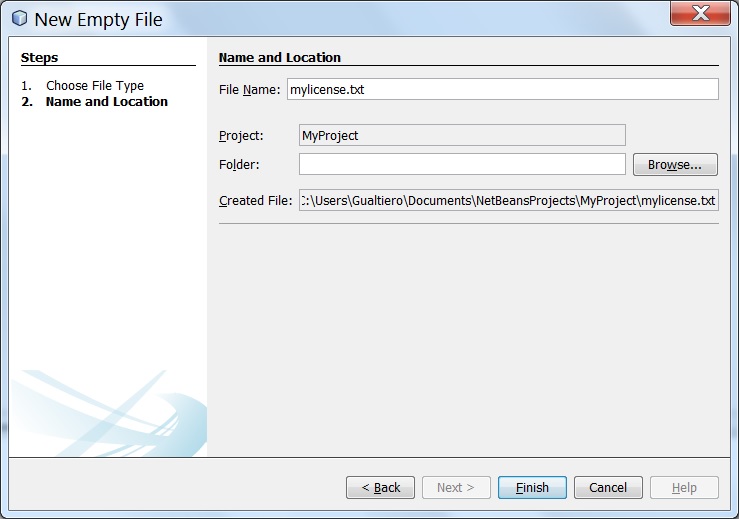 New Empty File
Steps
1. Choose File Type
2. Name and Location
Name and Location
File Name: mylicense.txt
Project: MyProject
Folder:
Browse...
Created File: C:\Users\Gualtiero\Documents\NetBeansProjects\MyProject\mylicense.txt
< Back
Next >
Finish
Cancel
Help